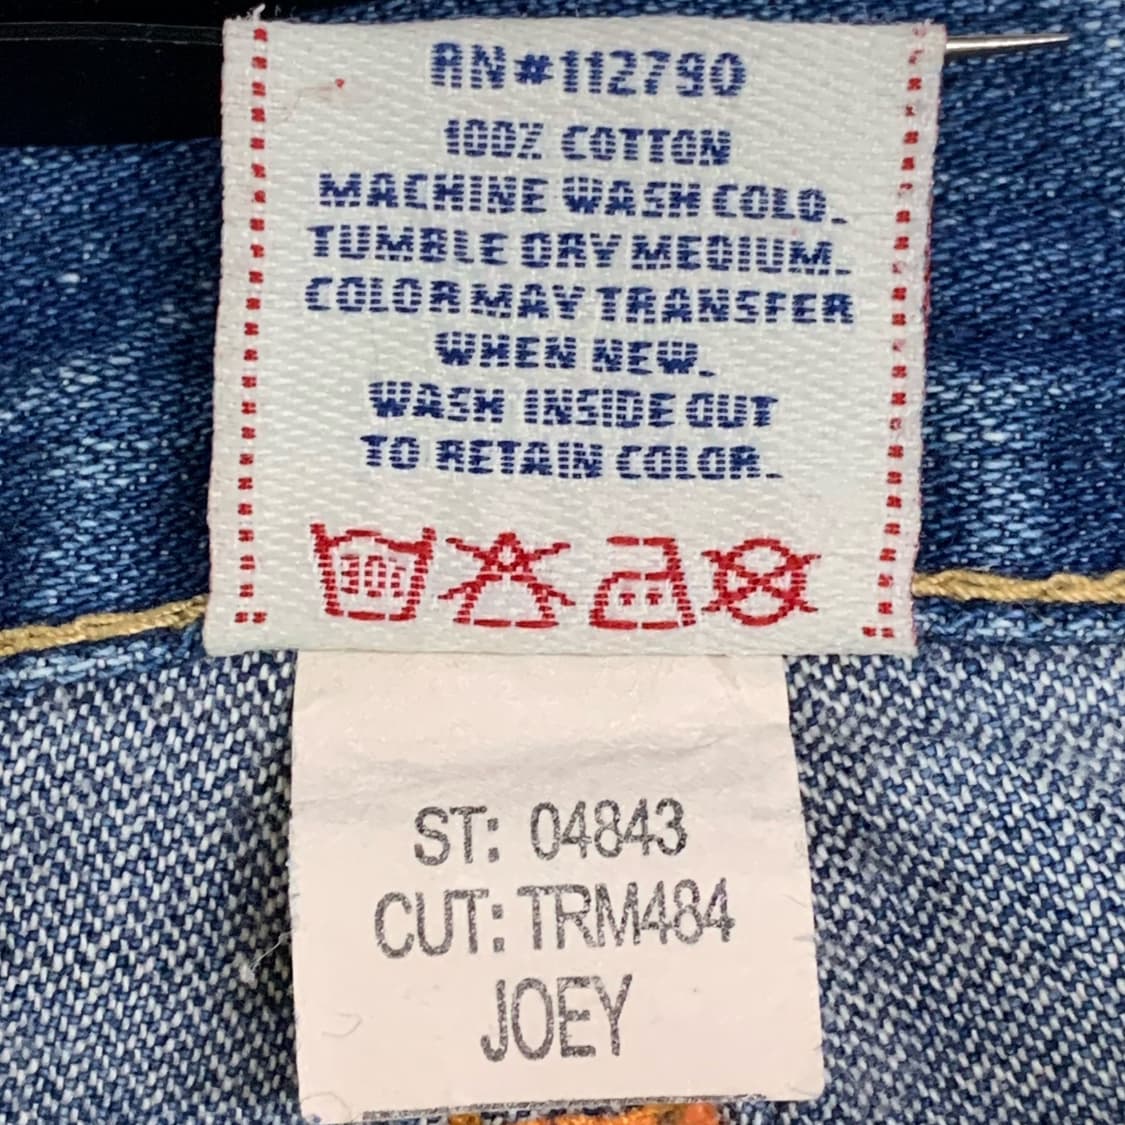 RN#112790
100% COTTON
MACHINE WASH COLD.
TUMBLE DRY MEDIUM.
COLOR MAY TRANSFER
WHEN NEW.
WASH INSIDE OUT
TO RETAIN COLOR.
ST: 04843
CUT: TRM484
JOEY